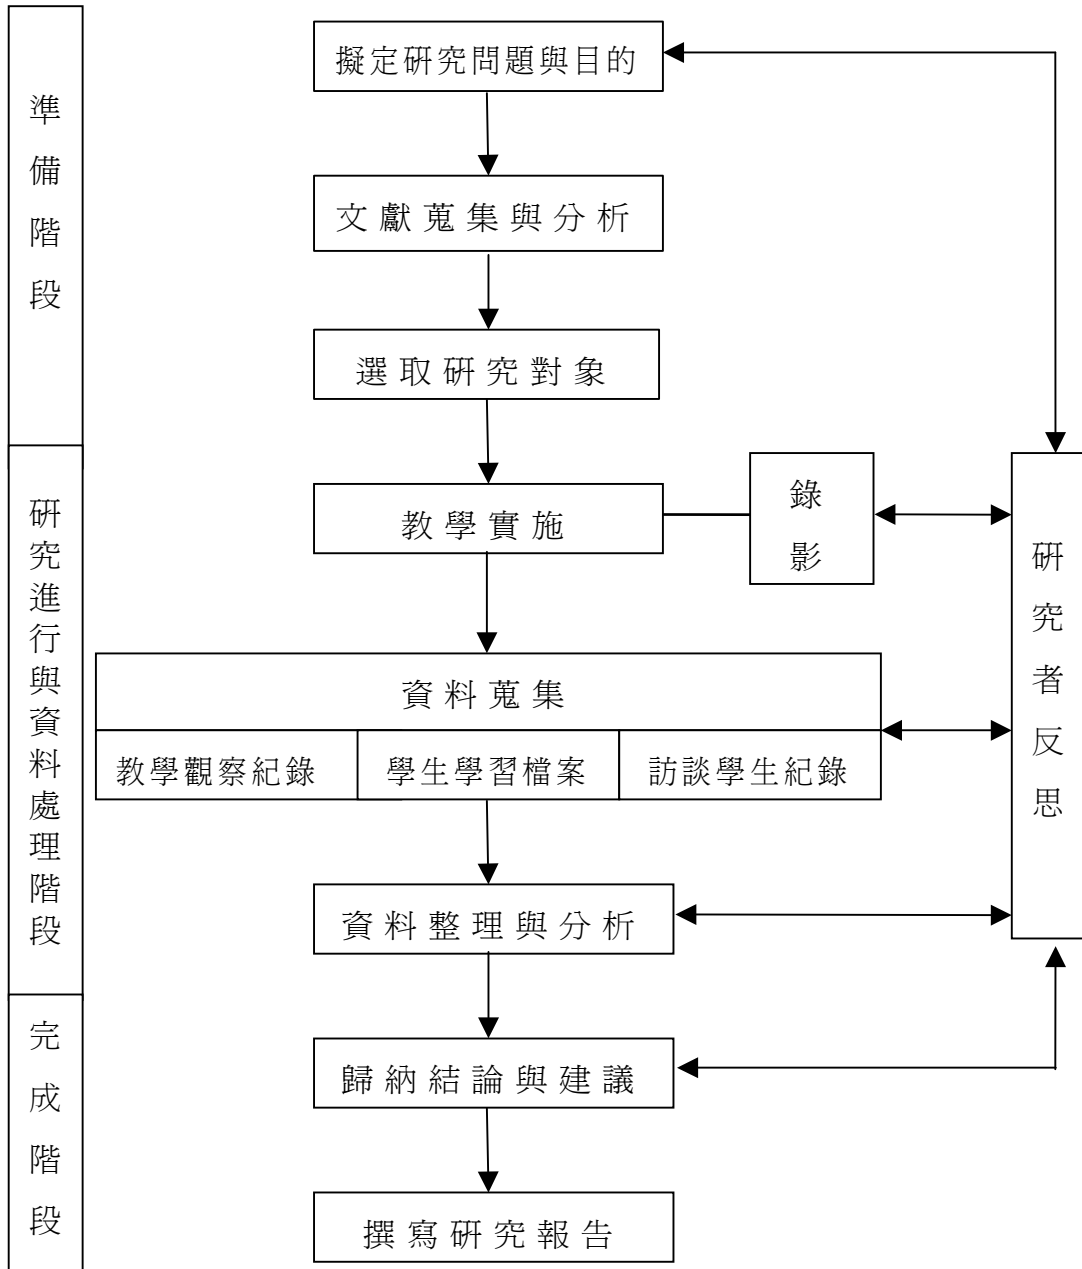 準備階段
擬定研究問題與目的
文獻蒐集與分析
選取研究對象
研究進行與資料處理階段
教學實施
錄影
研究者反思
資料蒐集
教學觀察紀錄
學生學習檔案
訪談學生紀錄
資料整理與分析
完成階段
歸納結論與建議
撰寫研究報告